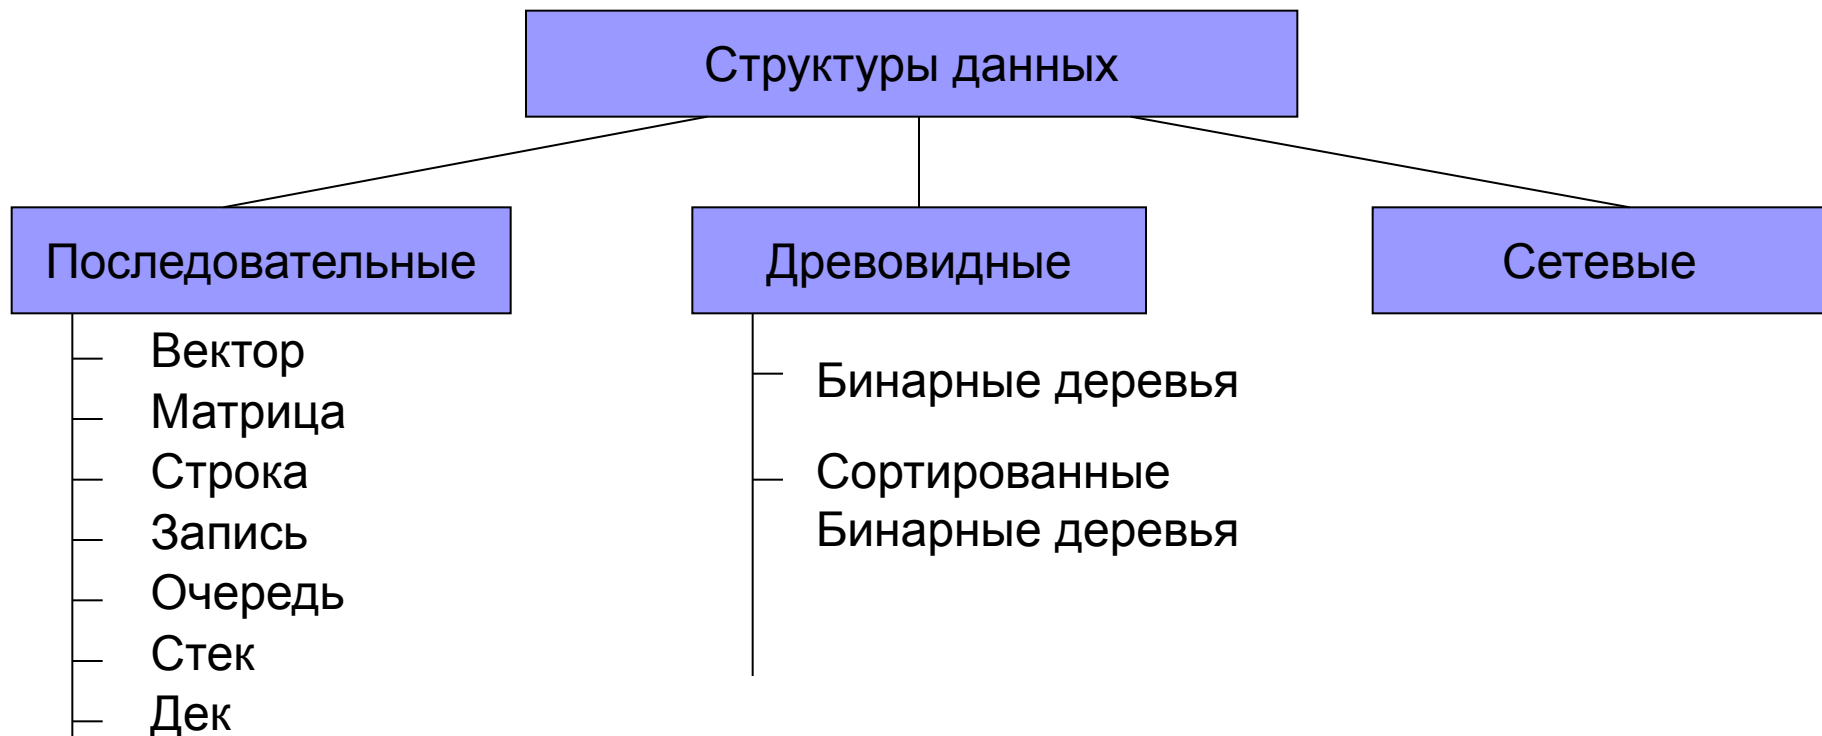 Структуры данных
Последовательные
Древовидные
Сетевые
Вектор
Матрица
Строка
Запись
Очередь
Стек
Дек
Бинарные деревья
Сортированные
Бинарные деревья